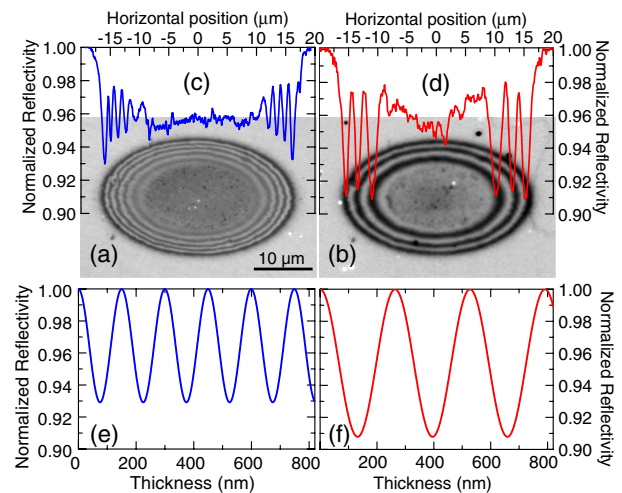 Horizontal position (μm) Horizontal position (μm)
-15 -10 -5 0 5 10 15 20 -15 -10 -5 0 5 10 15 20
Normalized Reflectivity
1.00
0.98
0.96
0.94
0.92
0.90
(c)
(d)
1.00
0.98
0.96
0.94
0.92
0.90
Normalized Reflectivity
(a)
10 μm
(b)
Normalized Reflectivity
1.00
0.98
0.96
0.94
0.92
0.90
(e)
(f)
1.00
0.98
0.96
0.94
0.92
0.90
Normalized Reflectivity
0 200 400 600 800 200 400 600 800
Thickness (nm) Thickness (nm)